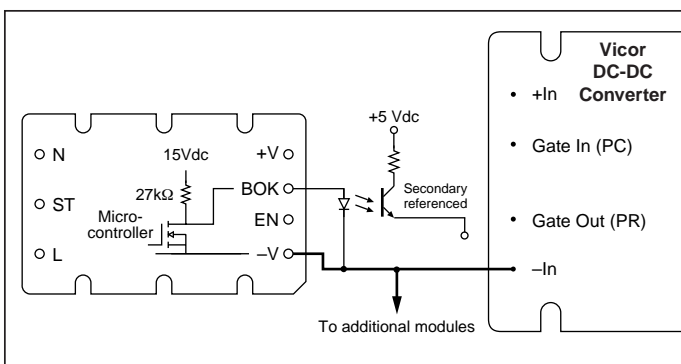 Vicor
DC-DC
Converter
+In
Gate In (PC)
Gate Out (PR)
–In
+5 Vdc
Secondary
referenced
N
ST
L
15Vdc
27kΩ
Micro-
controller
+V
BOK
EN
–V
To additional modules